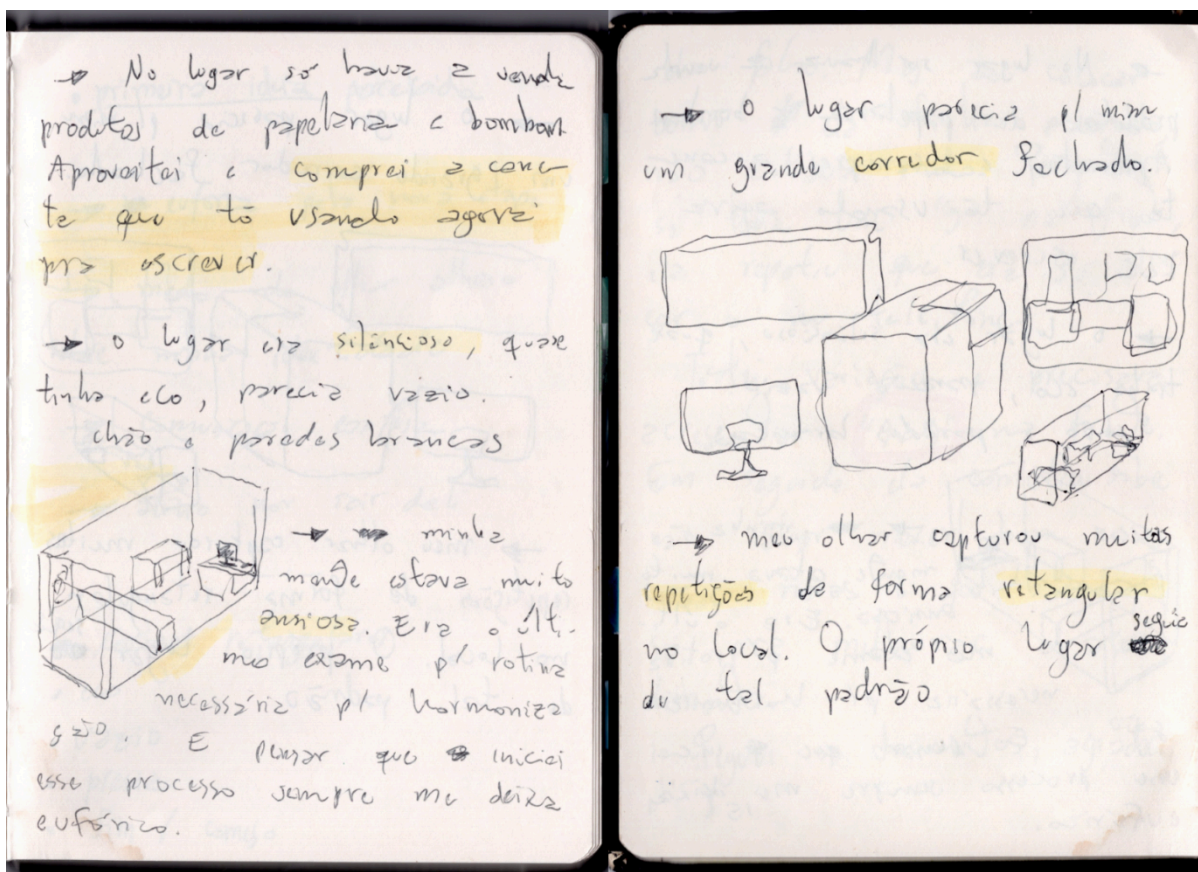 → No lugar só havia a venda
produtos de papelaria e bombom
Aproveitei e comprei a cane-
ta que tô usando agora
pra escrever.
→ o lugar era silencioso, quase
tinha eco, parecia vazio.
chão e paredes brancas
→ minha
mente estava muito
ansiosa. Era o últi-
mo exame p/ rotina
necessária p/ harmoniza
ção. E pensar que iniciei
esse processo sempre me deixa
eufórico.
→ o lugar parecia p/ mim
um grande corredor fechado.
→ meu olhar capturou muitas
repetições de forma retangular
no local. O próprio lugar seguia
de tal padrão